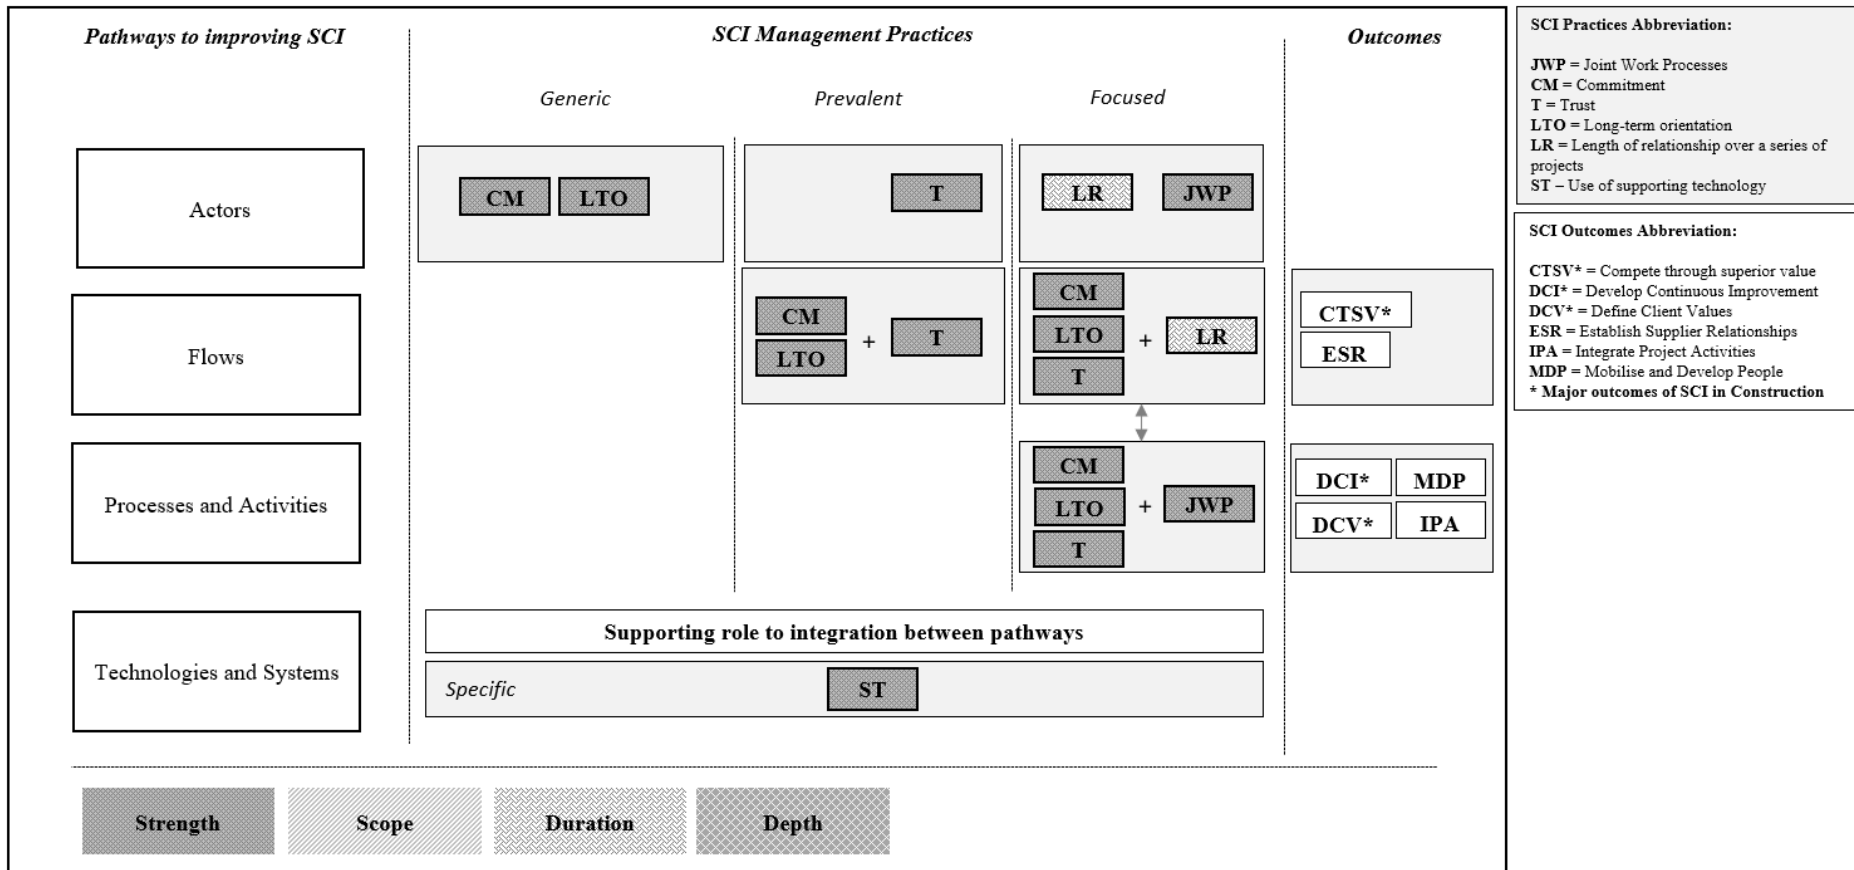 Pathways to improving SCI
SCI Management Practices
Outcomes
Generic
Prevalent
Focused
Actors
CM
LTO
T
LR
JWP
Flows
CM
LTO
+
T
CM
LTO
T
+
LR
CTSV*
ESR
Processes and Activities
CM
LTO
T
+
JWP
DCI*
MDP
DCV*
IPA
Technologies and Systems
Supporting role to integration between pathways
Specific
ST
Strength
Scope
Duration
Depth
SCI Practices Abbreviation:
JWP = Joint Work Processes
CM = Commitment
T = Trust
LTO = Long-term orientation
LR = Length of relationship over a series of
projects
ST – Use of supporting technology
SCI Outcomes Abbreviation:
CTSV* = Compete through superior value
DCI* = Develop Continuous Improvement
DCV* = Define Client Values
ESR = Establish Supplier Relationships
IPA = Integrate Project Activities
MDP = Mobilise and Develop People
* Major outcomes of SCI in Construction